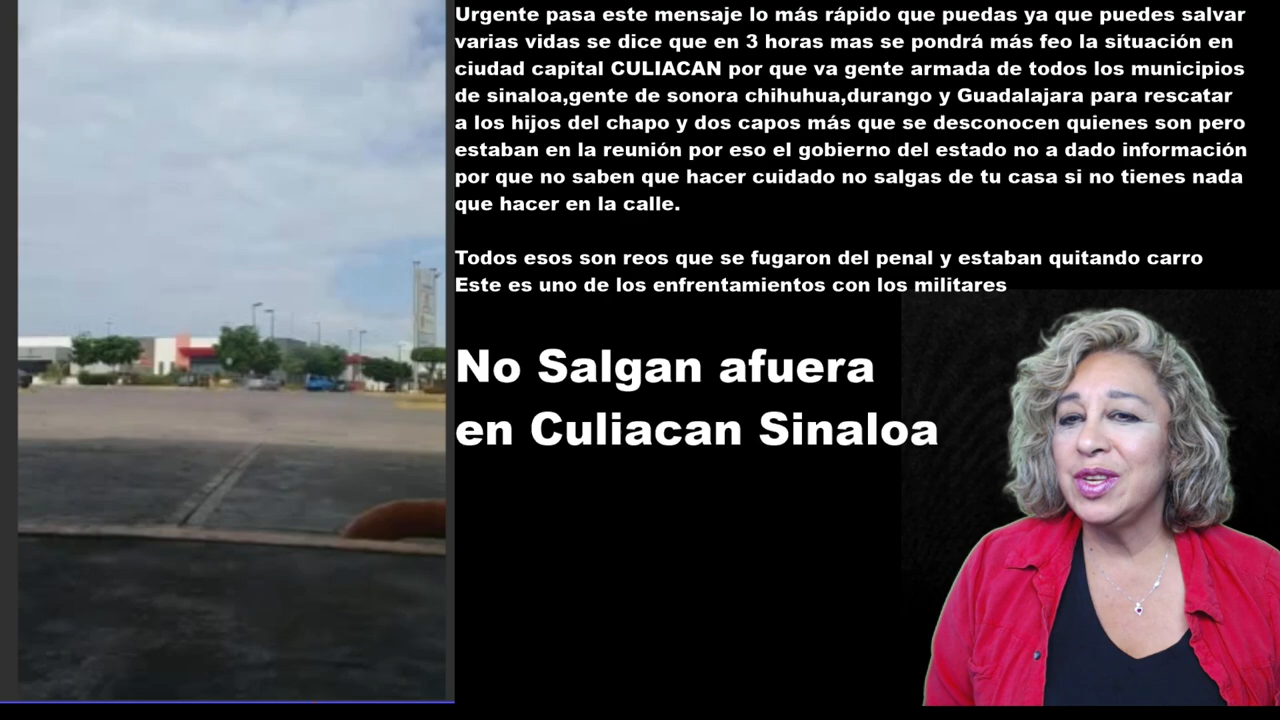 Urgente pasa este mensaje lo más rápido que puedas ya que puedes salvar
varias vidas se dice que en 3 horas mas se pondrá más feo la situación en
ciudad capital CULIACAN por que va gente armada de todos los municipios
de sinaloa,gente de sonora chihuhua,durango y Guadalajara para rescatar
a los hijos del chapo y dos capos más que se desconocen quienes son pero
estaban en la reunión por eso el gobierno del estado no a dado información
por que no saben que hacer cuidado no salgas de tu casa si no tienes nada
que hacer en la calle.
Todos esos son reos que se fugaron del penal y estaban quitando carro
Este es uno de los enfrentamientos con los militares
No Salgan afuera
en Culiacan Sinaloa